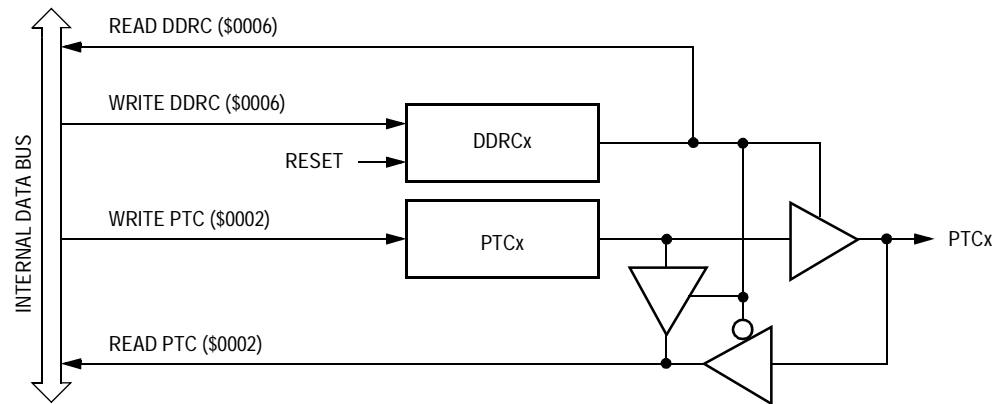 READ DDRC ($0006)
WRITE DDRC ($0006)
DDRCx
RESET
INTERNAL DATA BUS
WRITE PTC ($0002)
PTCx
PTCx
READ PTC ($0002)